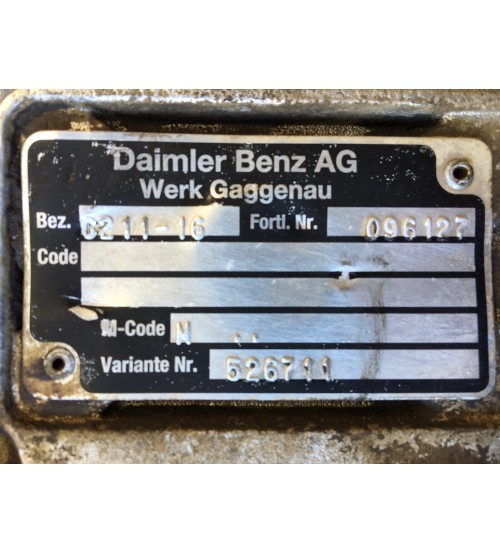 Daimler Benz AG
Werk Gaggenau
Bez. G211-16 Fortl. Nr. 096127
Code
M-Code N
Variante Nr. 526711